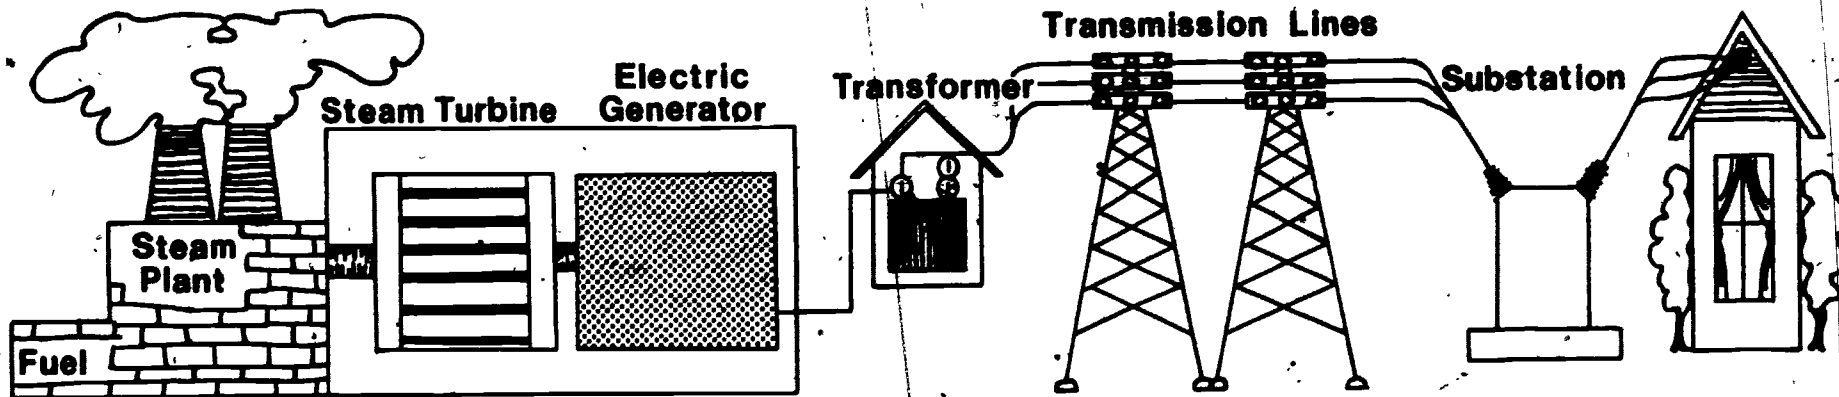 Fuel
Steam
Plant
Steam Turbine
Electric
Generator
Transformer
Transmission Lines
Substation